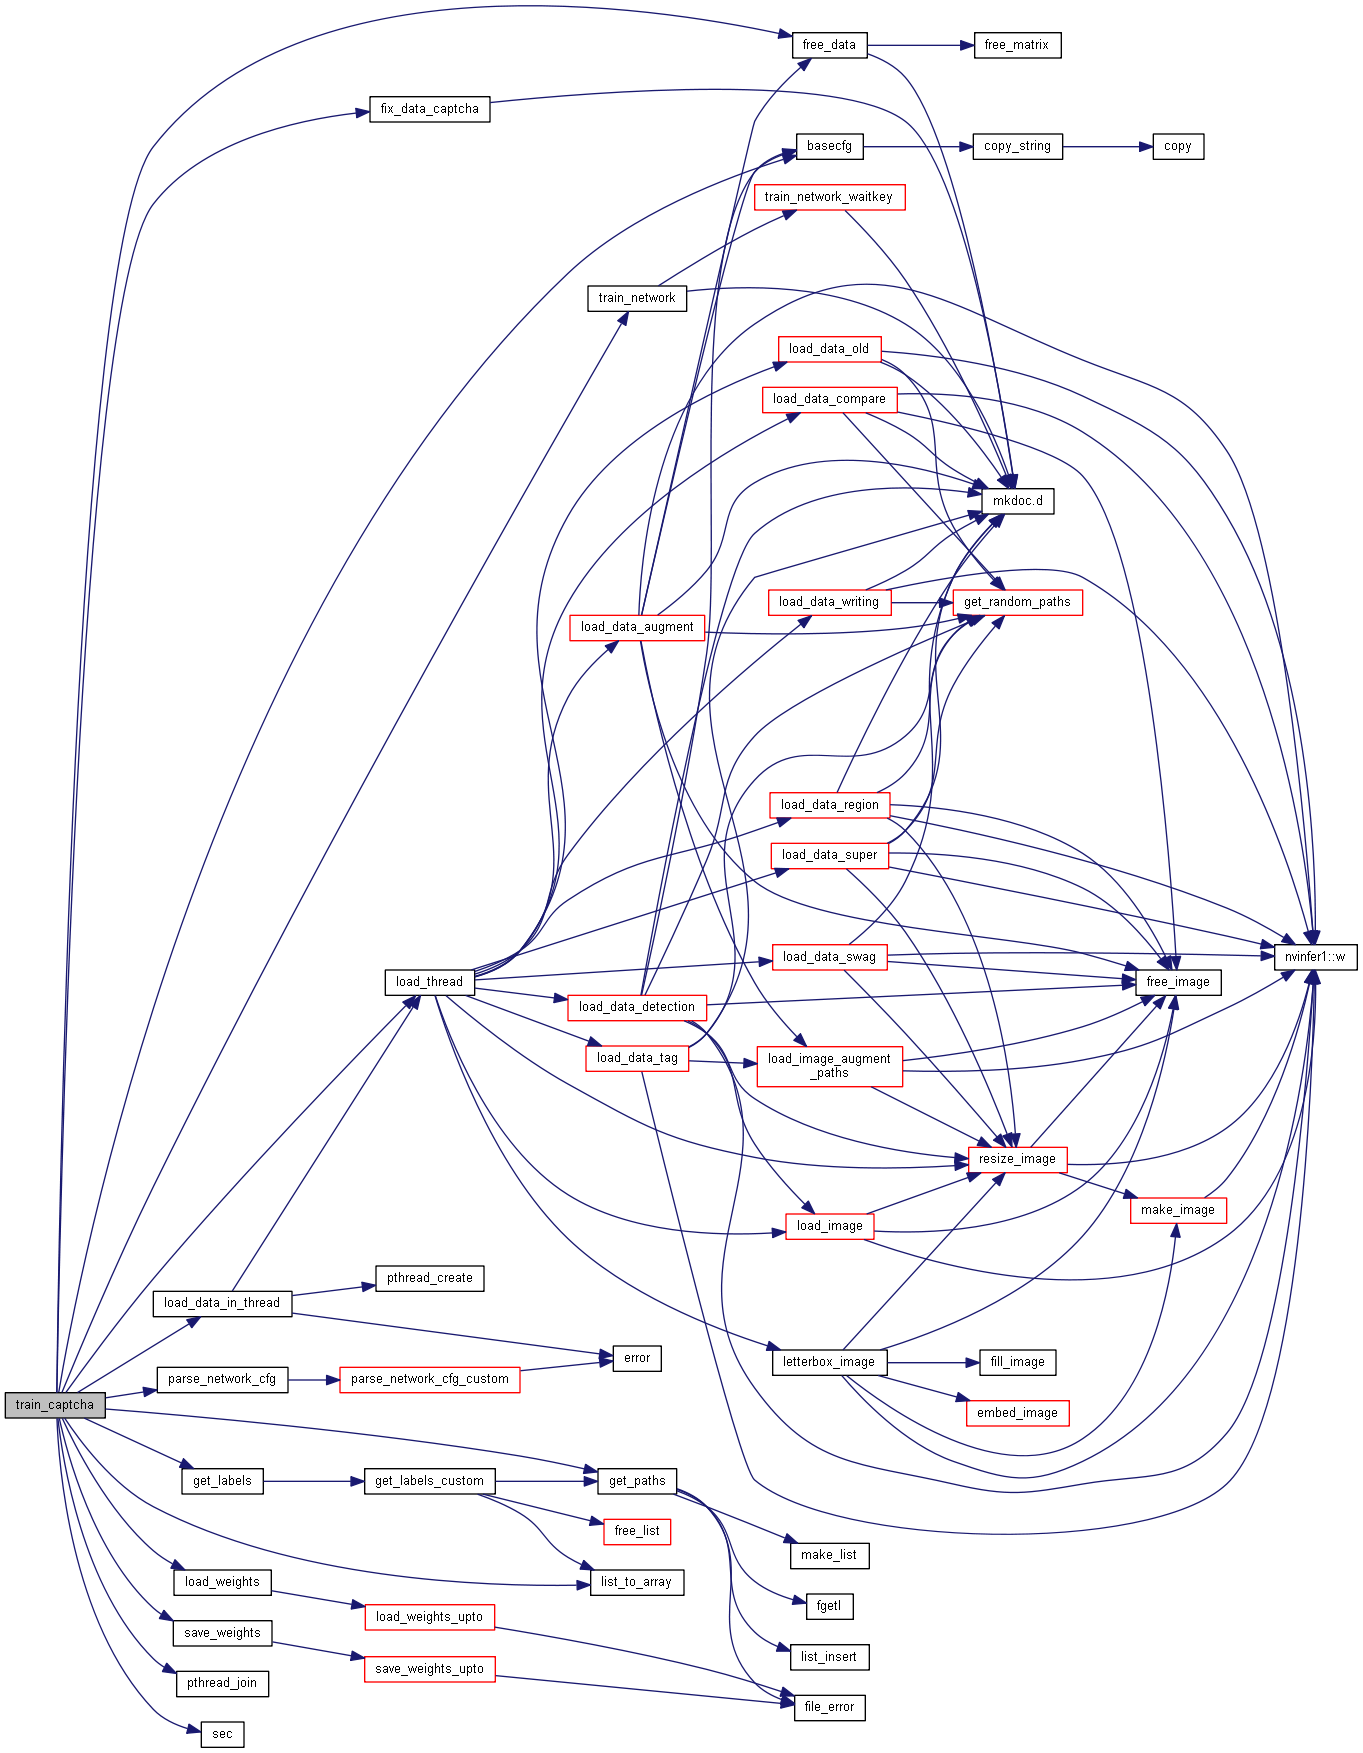 free_data
free_matrix
fix_data_captcha
basecfg
copy_string
copy
train_network_waitkey
train_network
load_data_old
load_data_compare
mkdoc.d
load_data_writing
get_random_paths
load_data_augment
load_data_region
load_data_super
load_data_swag
nvinfer1::w
load_thread
free_image
load_data_detection
load_data_tag
load_image_augment
_paths
resize_image
make_image
load_image
pthread_create
load_data_in_thread
error
letterbox_image
fill_image
parse_network_cfg
parse_network_cfg_custom
train_captcha
embed_image
get_labels
get_labels_custom
get_paths
free_list
make_list
load_weights
list_to_array
fgetl
load_weights_upto
save_weights
list_insert
save_weights_upto
pthread_join
file_error
sec